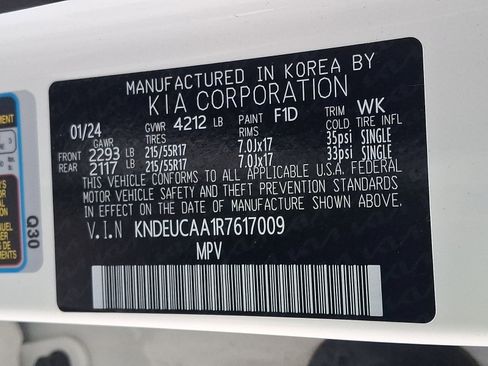 MANUFACTURED IN KOREA BY
KIA CORPORATION
01/24 GVWR 4212 LB PAINT F1D TRIM WK
GAWR TIRES RIMS COLD TIRE INFL
FRONT 2293 LB 215/55R17 7.0Jx17 35psi SINGLE
REAR 2117 LB 215/55R17 7.0Jx17 33psi SINGLE
THIS VEHICLE CONFORMS TO ALL APPLICABLE U.S.A. FEDERAL
MOTOR VEHICLE SAFETY AND THEFT PREVENTION STANDARDS
IN EFFECT ON THE DATE OF MANUFACTURE SHOWN ABOVE.
V.I.N KNDEUCAA1R7617009
MPV
Q30